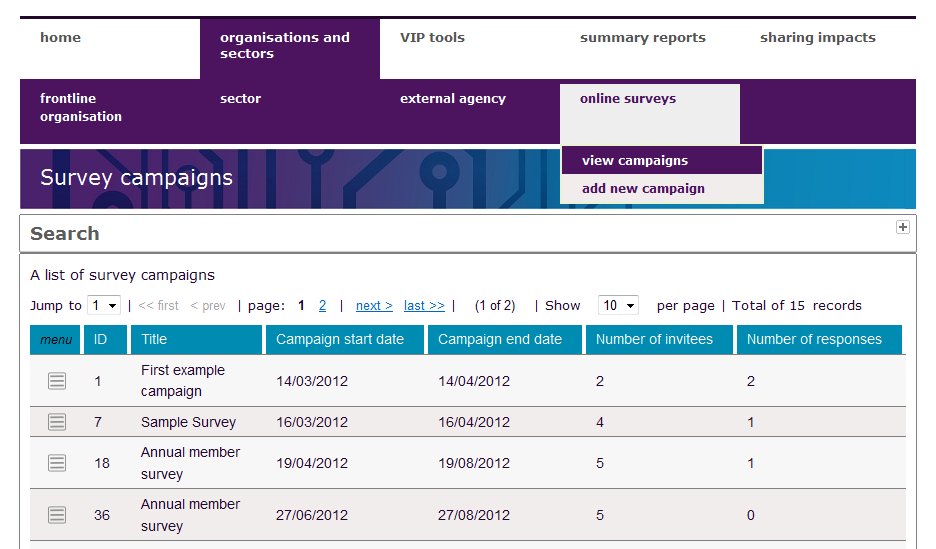 home organisations and sectors VIP tools summary reports sharing impacts
frontline organisation sector external agency online surveys
view campaigns
add new campaign
Survey campaigns
Search
A list of survey campaigns
Jump to 1 | << first < prev | page: 1 2 | next > last >> | (1 of 2) | Show 10 per page | Total of 15 records
menu ID Title Campaign start date Campaign end date Number of invitees Number of responses
1 First example campaign 14/03/2012 14/04/2012 2 2
7 Sample Survey 16/03/2012 16/04/2012 4 1
18 Annual member survey 19/04/2012 19/08/2012 5 1
36 Annual member survey 27/06/2012 27/08/2012 5 0